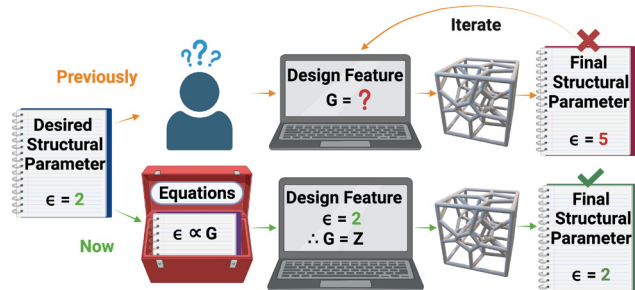 Iterate
Previously
???
Design Feature
G = ?
Final
Structural
Parameter
ϵ = 5
Desired
Structural
Parameter
ϵ = 2
Now
Equations
ϵ ∝ G
Design Feature
ϵ = 2
∴ G = Z
Final
Structural
Parameter
ϵ = 2